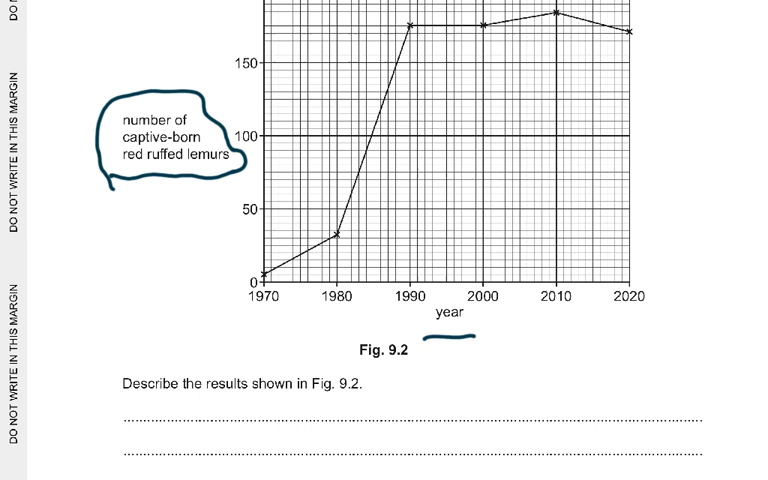 DO N
DO NOT WRITE IN THIS MARGIN
DO NOT WRITE IN THIS MARGIN
number of
captive-born
red ruffed lemurs
150
100
50
0
1970 1980 1990 2000 2010 2020
year
Fig. 9.2
Describe the results shown in Fig. 9.2.